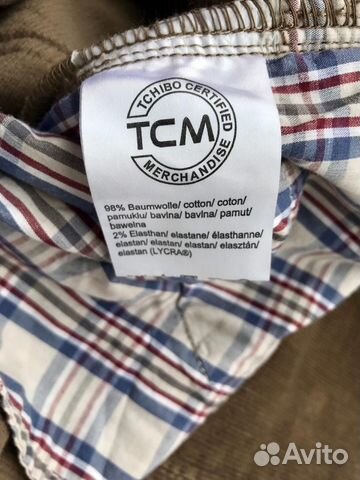 TCHIBO CERTIFIED
TCM
MERCHANDISE
98% Baumwolle/ cotton/ coton/
pamuklu/ bavlna/ bavlna/ pamut/
bawełna
2% Elasthan/ elastane/ élasthanne/
elastan/ elastan/ elastan/ elasztán/
elastan (LYCRA®)
Avito